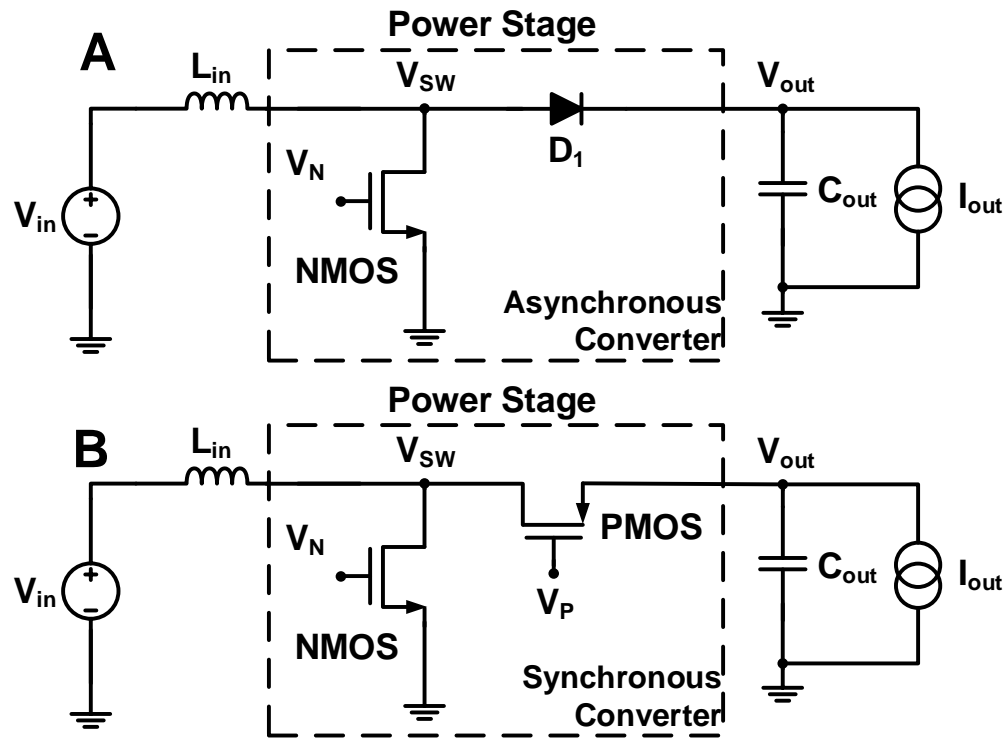 Power Stage
A
L_in
V_SW
V_out
D_1
V_N
V_in
+
−
C_out
I_out
NMOS
Asynchronous
Converter
Power Stage
B
L_in
V_SW
V_out
V_N
PMOS
V_in
+
−
C_out
I_out
V_P
NMOS
Synchronous
Converter